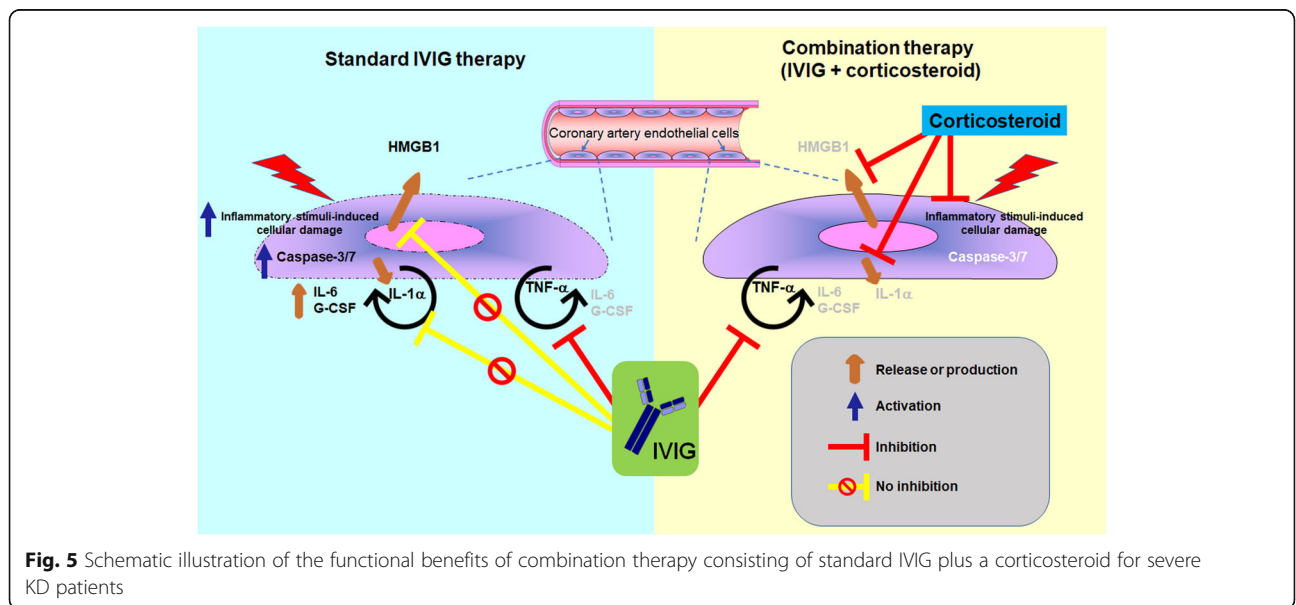 Standard IVIG therapy
Combination therapy
(IVIG + corticosteroid)
Coronary artery endothelial cells
HMGB1
HMGB1
Corticosteroid
Inflammatory stimuli-induced
cellular damage
Caspase-3/7
Inflammatory stimuli-induced
cellular damage
Caspase-3/7
IL-6
G-CSF
IL-1α
TNF-α
IL-6
G-CSF
TNF-α
IL-6
G-CSF
IL-1α
IVIG
Release or production
Activation
Inhibition
No inhibition
Fig. 5 Schematic illustration of the functional benefits of combination therapy consisting of standard IVIG plus a corticosteroid for severe
KD patients